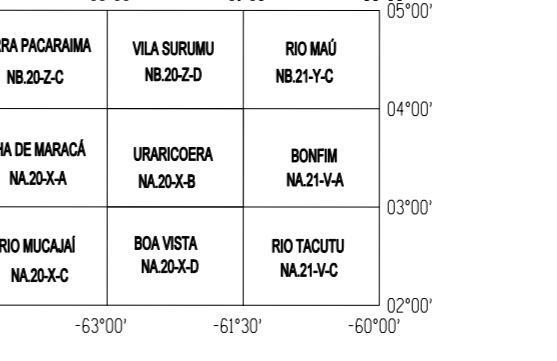 05°00'
RA PACARAIMA
NB.20-Z-C
VILA SURUMU
NB.20-Z-D
RIO MAÚ
NB.21-Y-C
04°00'
HA DE MARACÁ
NA.20-X-A
URARICOERA
NA.20-X-B
BONFIM
NA.21-V-A
03°00'
RIO MUCAJAÍ
NA.20-X-C
BOA VISTA
NA.20-X-D
RIO TACUTU
NA.21-V-C
02°00'
-63°00'
-61°30'
-60°00'